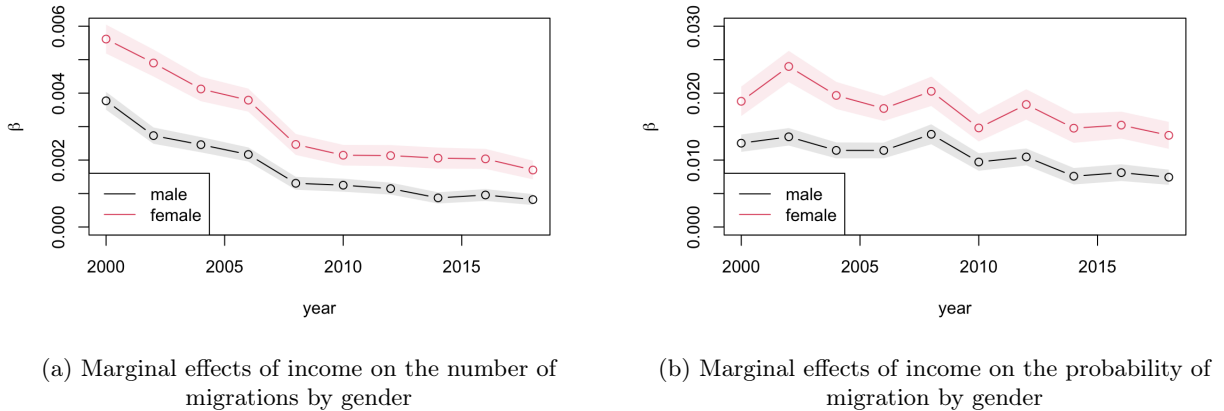 0.006
0.004
0.002
0.000
β
male
female
2000 2005 2010 2015
year
(a) Marginal effects of income on the number of
migrations by gender
0.030
0.020
0.010
0.000
β
male
female
2000 2005 2010 2015
year
(b) Marginal effects of income on the probability of
migration by gender